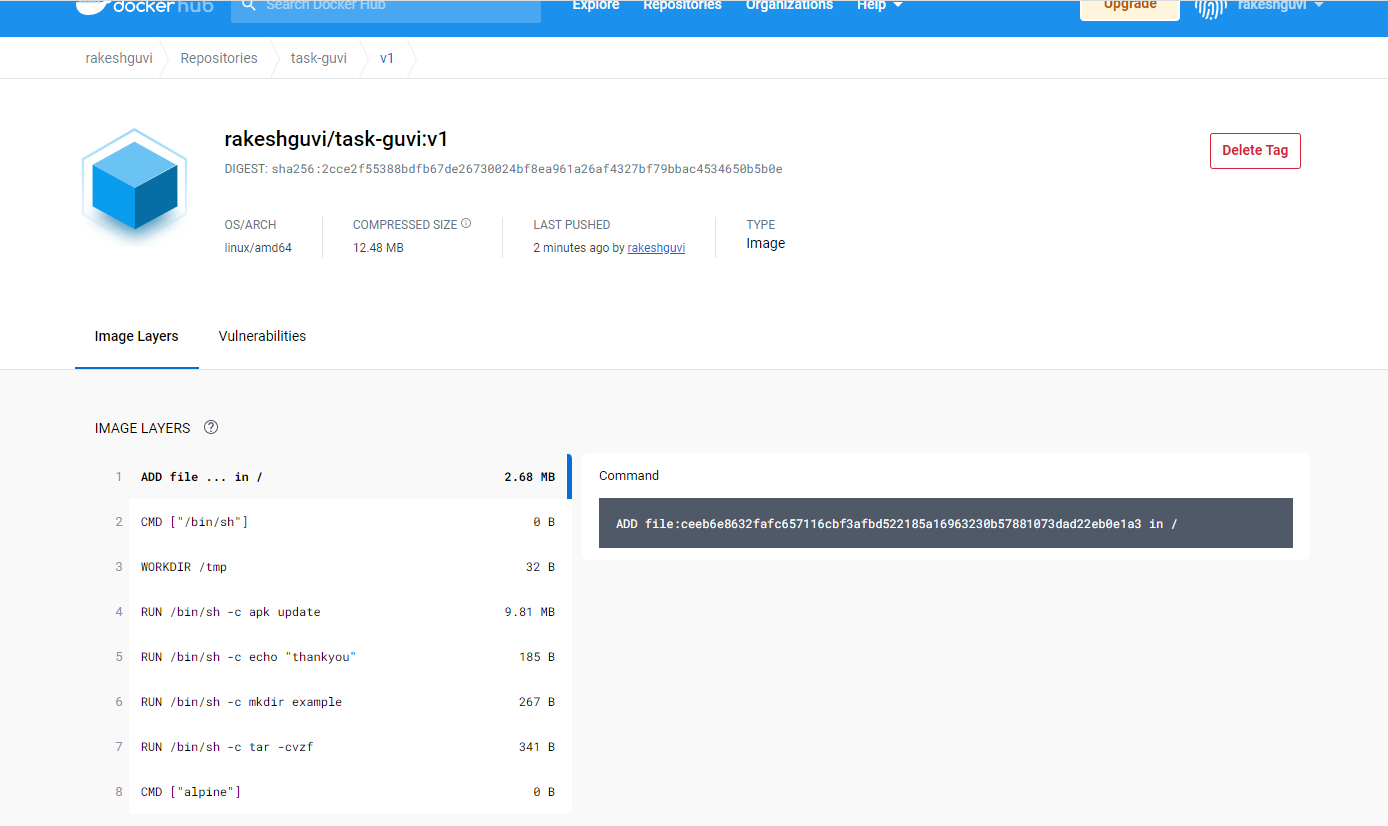 docker hub
Search Docker Hub
Explore
Repositories
Organizations
Help
Upgrade
rakeshguvi
rakeshguvi
Repositories
task-guvi
v1
rakeshguvi/task-guvi:v1
DIGEST: sha256:2cce2f55388bdfb67de26730024bf8ea961a26af4327bf79bbac4534650b5b0e
Delete Tag
OS/ARCH
linux/amd64
COMPRESSED SIZE
12.48 MB
LAST PUSHED
2 minutes ago by rakeshguvi
TYPE
Image
Image Layers
Vulnerabilities
IMAGE LAYERS
1 ADD file ... in / 2.68 MB
2 CMD ["/bin/sh"] 0 B
3 WORKDIR /tmp 32 B
4 RUN /bin/sh -c apk update 9.81 MB
5 RUN /bin/sh -c echo "thankyou" 185 B
6 RUN /bin/sh -c mkdir example 267 B
7 RUN /bin/sh -c tar -cvzf 341 B
8 CMD ["alpine"] 0 B
Command
ADD file:ceeb6e8632fafc657116cbf3afbd522185a16963230b57881073dad22eb0e1a3 in /